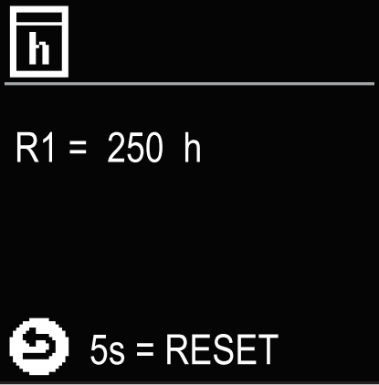 h
R1 = 250 h
5s = RESET